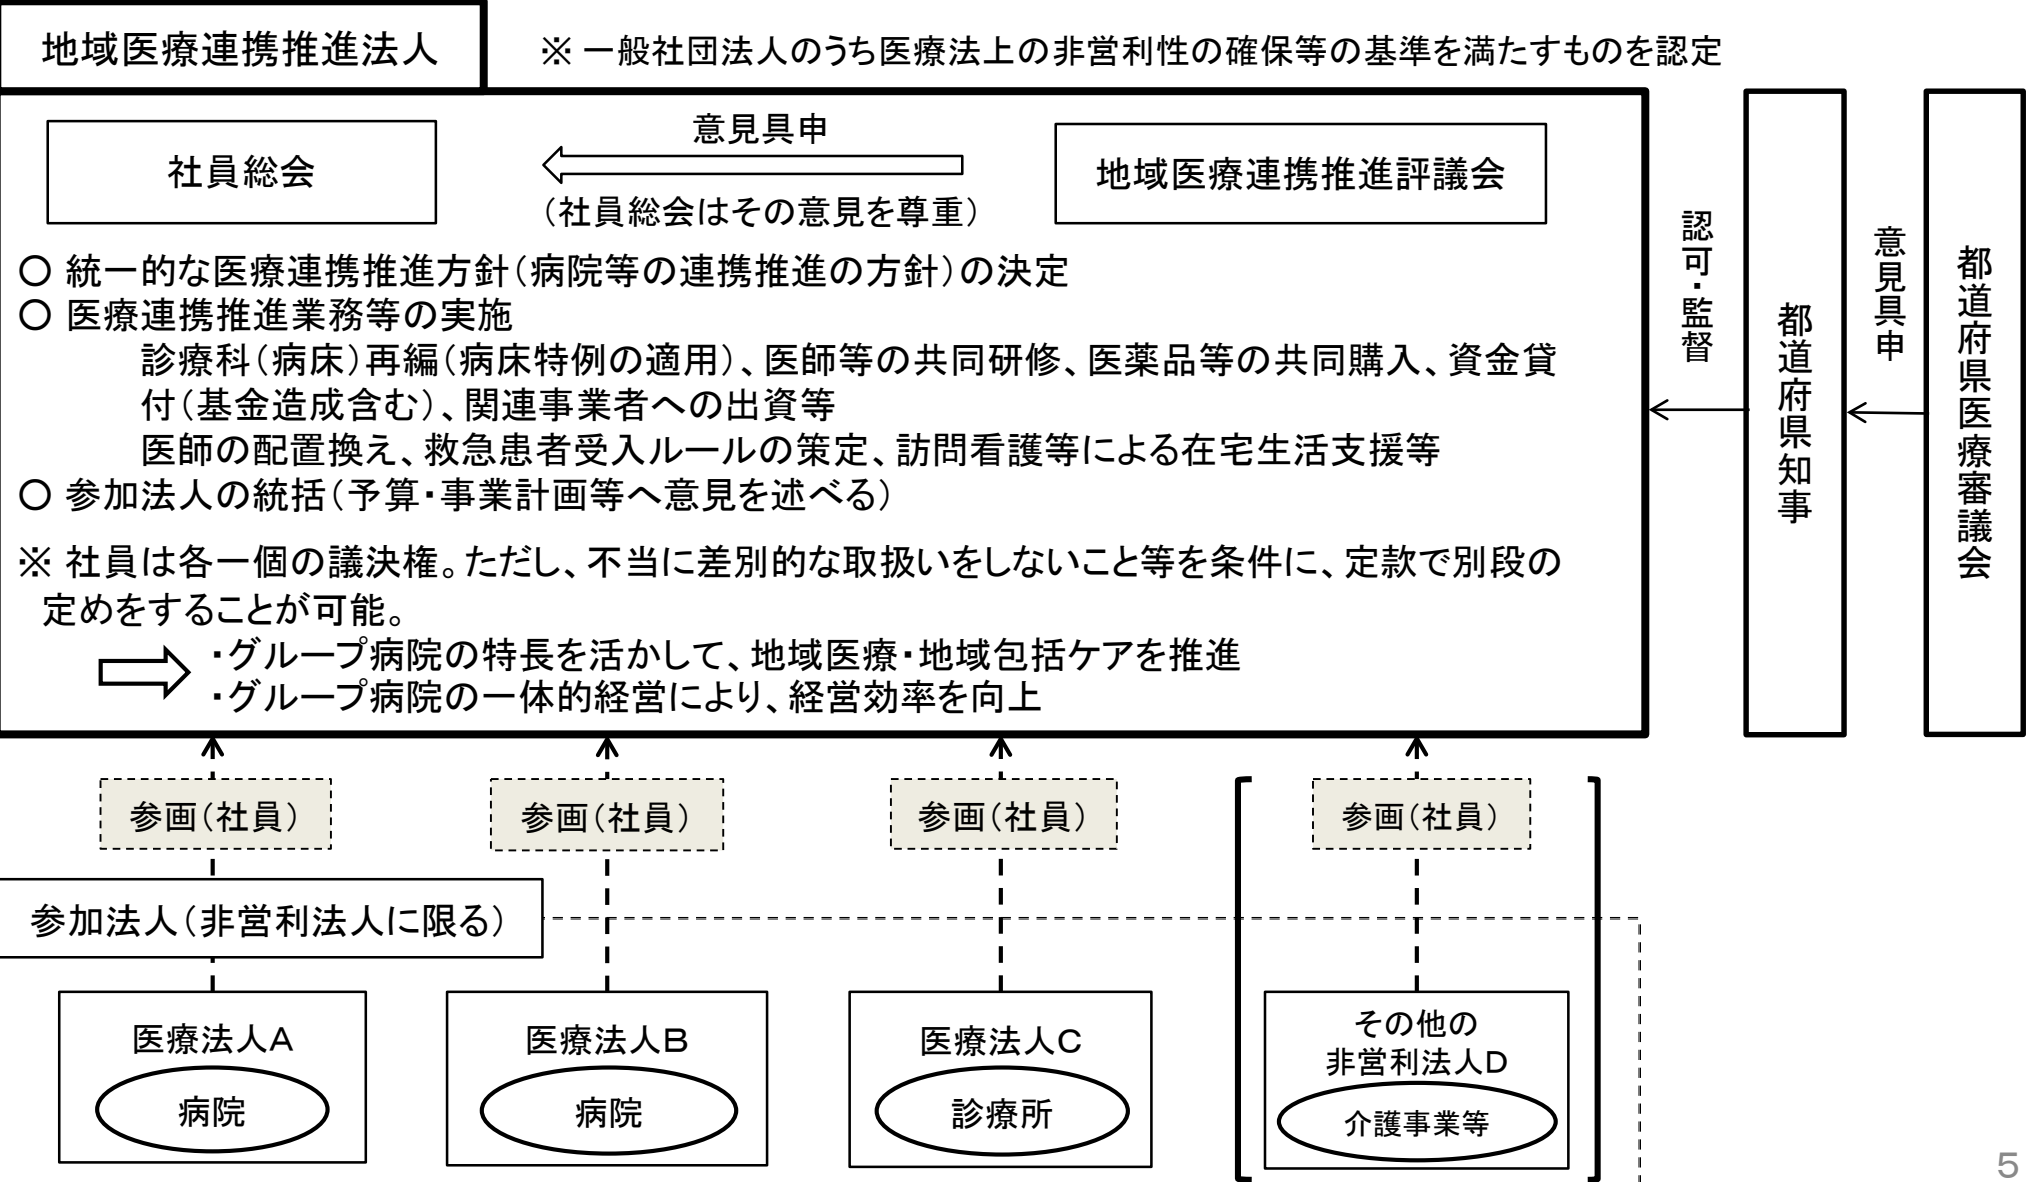 地域医療連携推進法人
※ 一般社団法人のうち医療法上の非営利性の確保等の基準を満たすものを認定
社員総会
意見具申
（社員総会はその意見を尊重）
地域医療連携推進評議会
○ 統一的な医療連携推進方針（病院等の連携推進の方針）の決定
○ 医療連携推進業務等の実施
診療科（病床）再編（病床特例の適用）、医師等の共同研修、医薬品等の共同購入、資金貸
付（基金造成含む）、関連事業者への出資等
医師の配置換え、救急患者受入ルールの策定、訪問看護等による在宅生活支援等
○ 参加法人の統括（予算・事業計画等へ意見を述べる）
※ 社員は各一個の議決権。ただし、不当に差別的な取扱いをしないこと等を条件に、定款で別段の
定めをすることが可能。
・グループ病院の特長を活かして、地域医療・地域包括ケアを推進
・グループ病院の一体的経営により、経営効率を向上
認可・監督
都道府県知事
意見具申
都道府県医療審議会
参画（社員）
参画（社員）
参画（社員）
参画（社員）
参加法人（非営利法人に限る）
医療法人A
病院
医療法人B
病院
医療法人C
診療所
その他の
非営利法人D
介護事業等
5